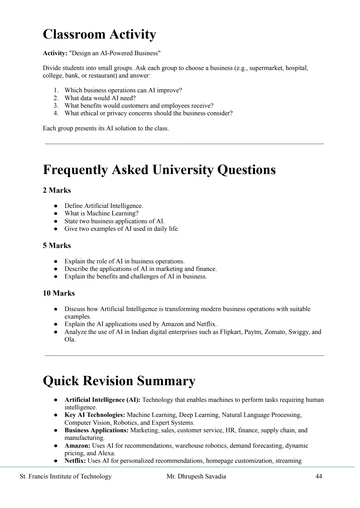 Classroom Activity
Activity: "Design an AI-Powered Business"
Divide students into small groups. Ask each group to choose a business (e.g., supermarket, hospital,
college, bank, or restaurant) and answer:
1. Which business operations can AI improve?
2. What data would AI need?
3. What benefits would customers and employees receive?
4. What ethical or privacy concerns should the business consider?
Each group presents its AI solution to the class.
Frequently Asked University Questions
2 Marks
● Define Artificial Intelligence.
● What is Machine Learning?
● State two business applications of AI.
● Give two examples of AI used in daily life.
5 Marks
● Explain the role of AI in business operations.
● Describe the applications of AI in marketing and finance.
● Explain the benefits and challenges of AI in business.
10 Marks
● Discuss how Artificial Intelligence is transforming modern business operations with suitable
examples.
● Explain the AI applications used by Amazon and Netflix.
● Analyze the use of AI in Indian digital enterprises such as Flipkart, Paytm, Zomato, Swiggy, and
Ola.
Quick Revision Summary
● Artificial Intelligence (AI): Technology that enables machines to perform tasks requiring human
intelligence.
● Key AI Technologies: Machine Learning, Deep Learning, Natural Language Processing,
Computer Vision, Robotics, and Expert Systems.
● Business Applications: Marketing, sales, customer service, HR, finance, supply chain, and
manufacturing.
● Amazon: Uses AI for recommendations, warehouse robotics, demand forecasting, dynamic
pricing, and Alexa.
● Netflix: Uses AI for personalized recommendations, homepage customization, streaming
St. Francis Institute of Technology Mr. Dhrupesh Savadia 44